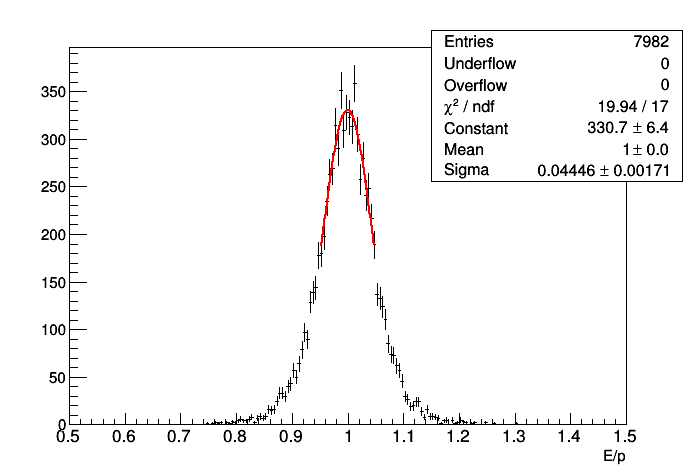 Entries 7982
Underflow 0
Overflow 0
χ² / ndf 19.94 / 17
Constant 330.7 ± 6.4
Mean 1 ± 0.0
Sigma 0.04446 ± 0.00171
350
300
250
200
150
100
50
0
0.5 0.6 0.7 0.8 0.9 1 1.1 1.2 1.3 1.4 1.5
E/p